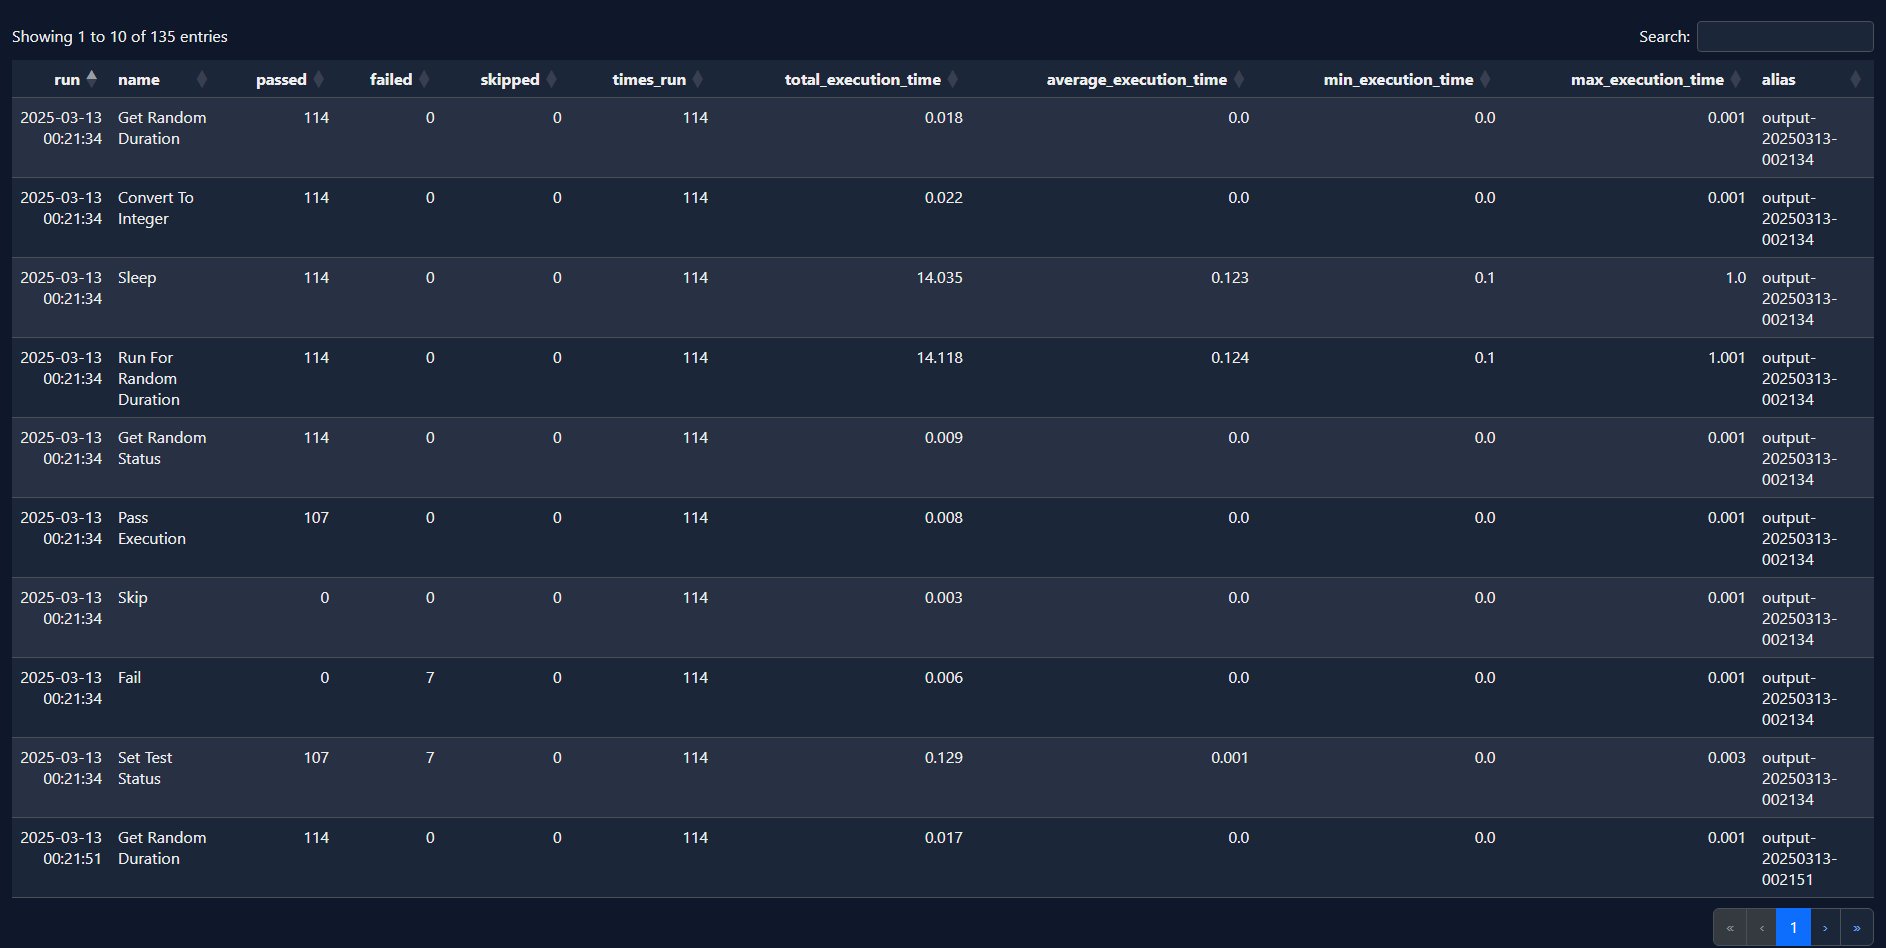 Showing 1 to 10 of 135 entries
Search:
run name passed failed skipped times_run total_execution_time average_execution_time min_execution_time max_execution_time alias
2025-03-13 Get Random 114 0 0 114 0.018 0.0 0.0 0.001 output-
00:21:34 Duration 20250313-
002134
2025-03-13 Convert To 114 0 0 114 0.022 0.0 0.0 0.001 output-
00:21:34 Integer 20250313-
002134
2025-03-13 Sleep 114 0 0 114 14.035 0.123 0.1 1.0 output-
00:21:34 20250313-
002134
2025-03-13 Run For 114 0 0 114 14.118 0.124 0.1 1.001 output-
00:21:34 Random 20250313-
Duration 002134
2025-03-13 Get Random 114 0 0 114 0.009 0.0 0.0 0.001 output-
00:21:34 Status 20250313-
002134
2025-03-13 Pass 107 0 0 114 0.008 0.0 0.0 0.001 output-
00:21:34 Execution 20250313-
002134
2025-03-13 Skip 0 0 0 114 0.003 0.0 0.0 0.001 output-
00:21:34 20250313-
002134
2025-03-13 Fail 0 7 0 114 0.006 0.0 0.0 0.001 output-
00:21:34 20250313-
002134
2025-03-13 Set Test 107 7 0 114 0.129 0.001 0.0 0.003 output-
00:21:34 Status 20250313-
002134
2025-03-13 Get Random 114 0 0 114 0.017 0.0 0.0 0.001 output-
00:21:51 Duration 20250313-
002151
« ‹ 1 › »